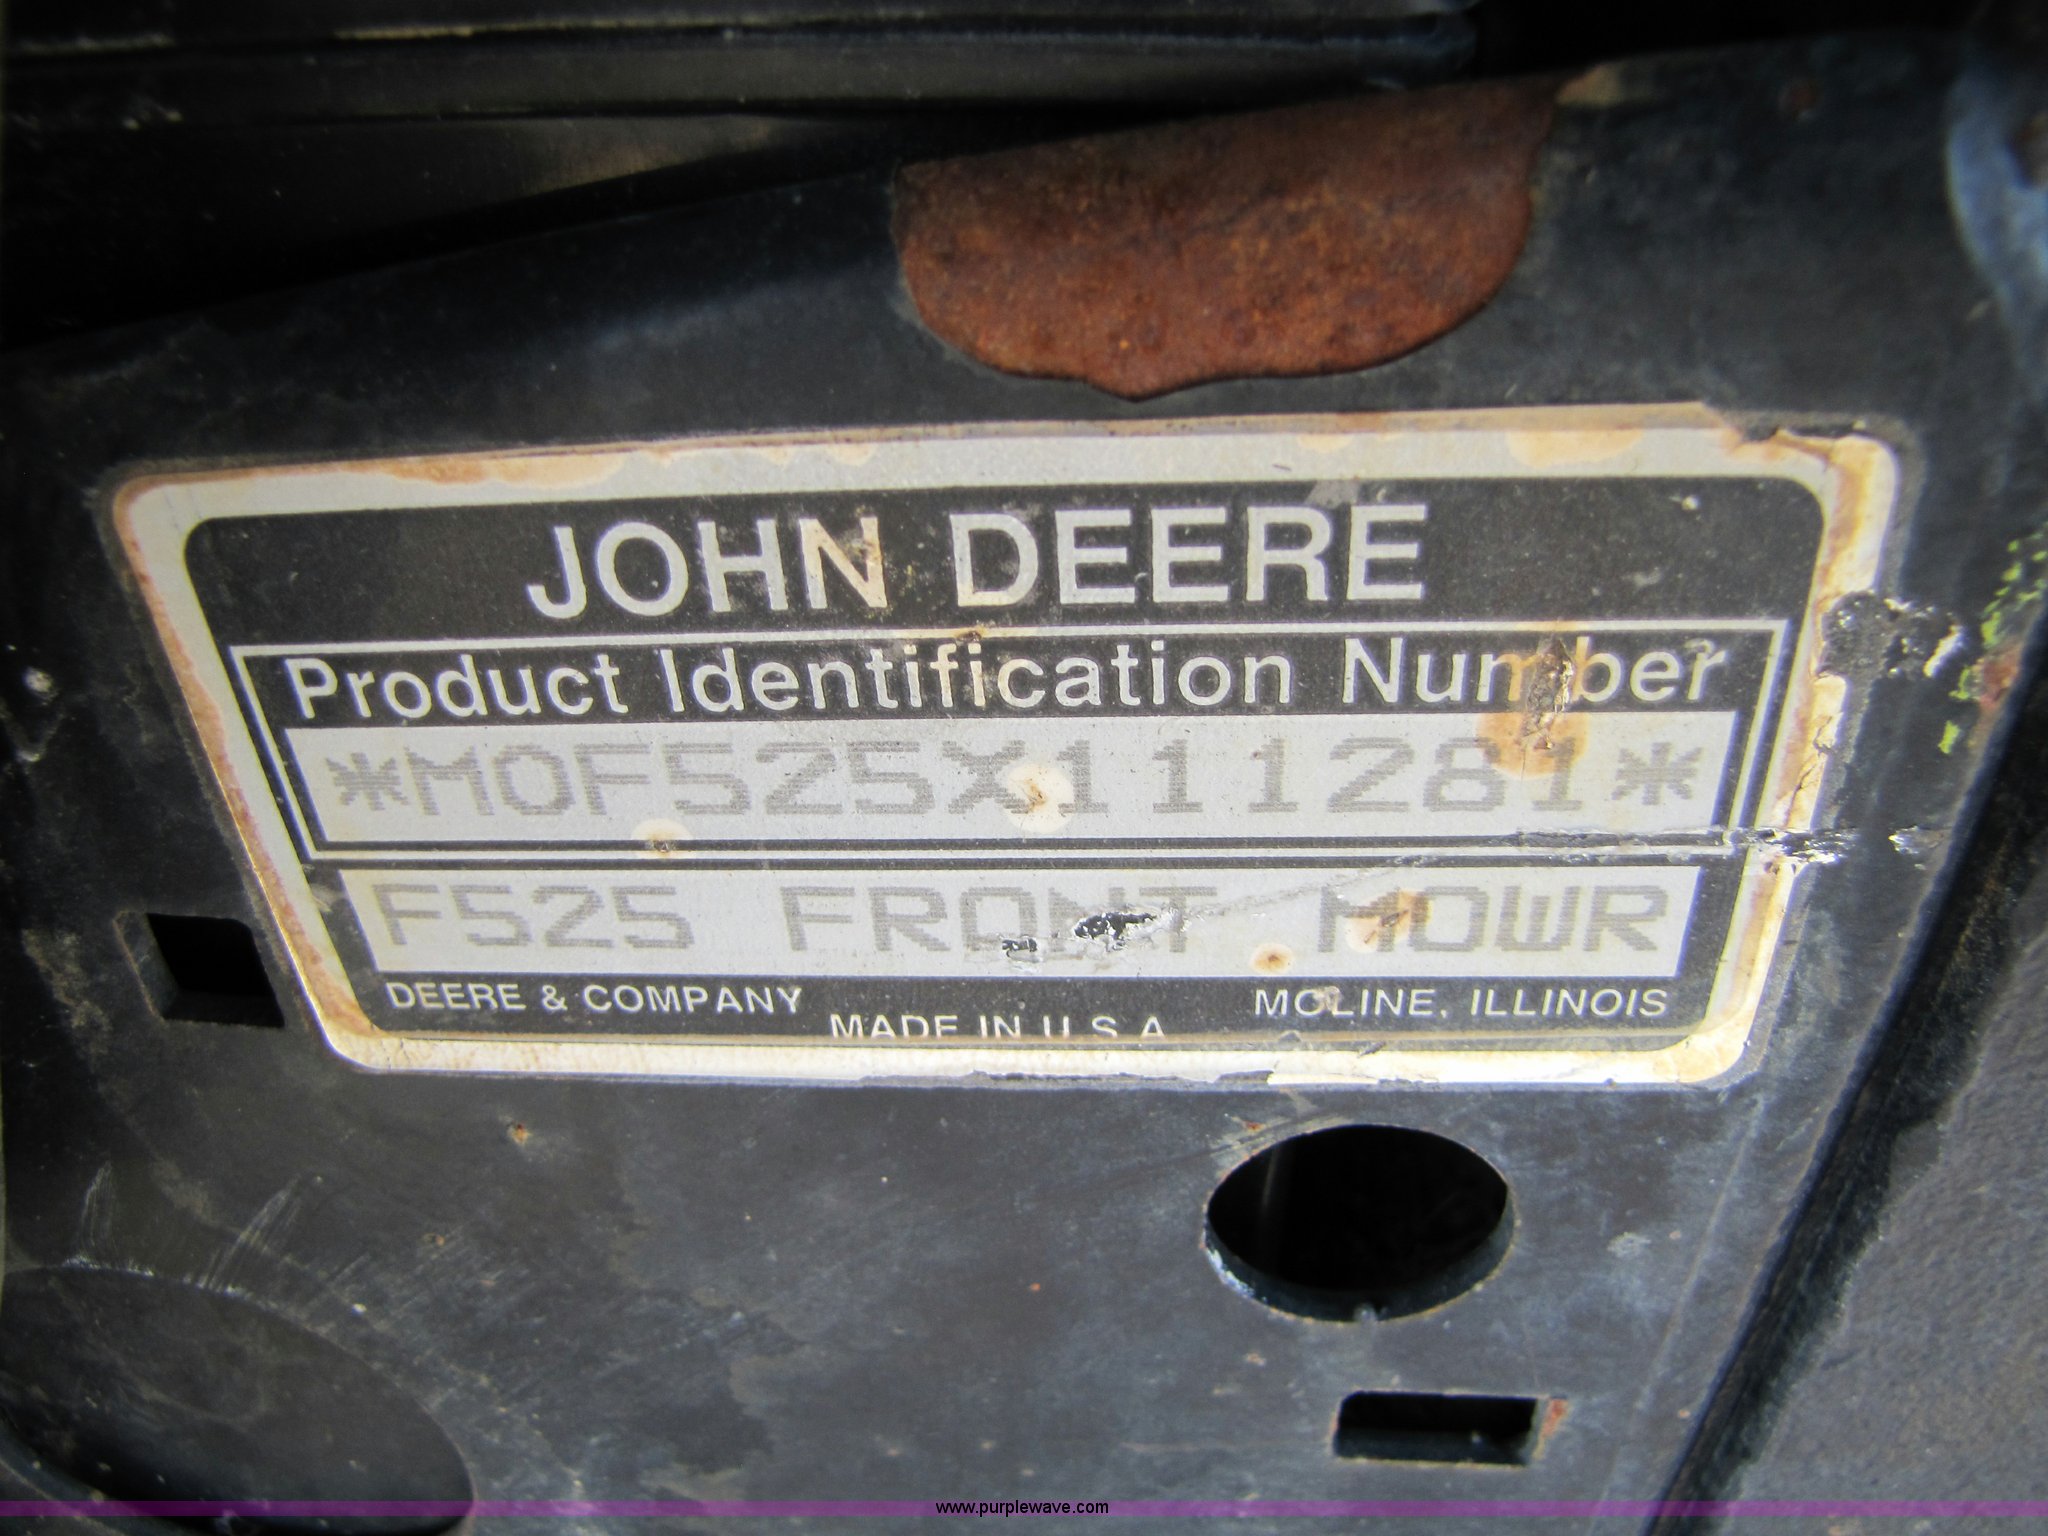 JOHN DEERE
Product Identification Number
*M0F525X111281*
F525 FRONT MOWR
DEERE & COMPANY
MOLINE, ILLINOIS
MADE IN U.S.A
www.purplewave.com